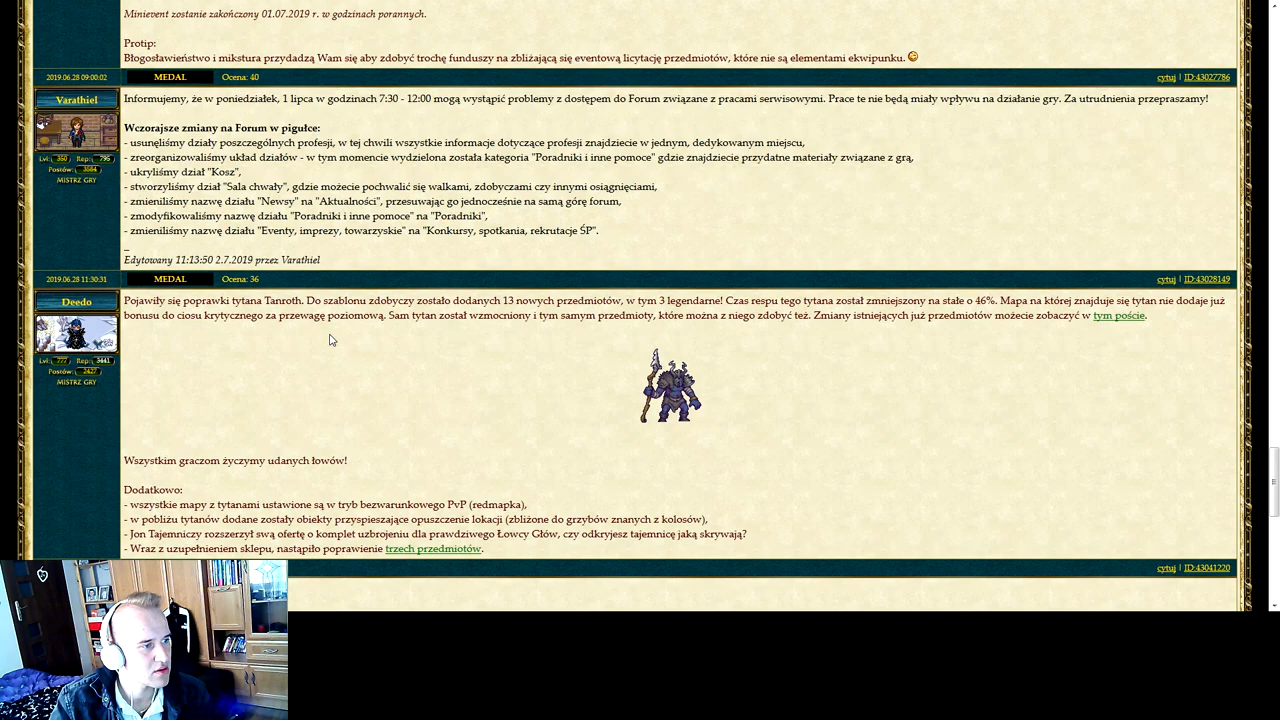 Minievent zostanie zakończony 01.07.2019 r. w godzinach porannych.
Protip:
Błogosławieństwo i mikstura przydadzą Wam się aby zdobyć trochę funduszy na zbliżającą się eventową licytację przedmiotów, które nie są elementami ekwipunku.
2019.06.28 09:00:02 MEDAL Ocena: 40 cytuj | ID:43027786
Varathiel
Lvl: 360 Rep: 796
Postów: 3584
MISTRZ GRY
Informujemy, że w poniedziałek, 1 lipca w godzinach 7:30 - 12:00 mogą wystąpić problemy z dostępem do Forum związane z pracami serwisowymi. Prace te nie będą miały wpływu na działanie gry. Za utrudnienia przepraszamy!
Wczorajsze zmiany na Forum w pigułce:
- usunęliśmy działy poszczególnych profesji, w tej chwili wszystkie informacje dotyczące profesji znajdziecie w jednym, dedykowanym miejscu,
- zreorganizowaliśmy układ działów - w tym momencie wydzielona została kategoria "Poradniki i inne pomoce" gdzie znajdziecie przydatne materiały związane z grą,
- ukryliśmy dział "Kosz",
- stworzyliśmy dział "Sala chwały", gdzie możecie pochwalić się walkami, zdobyczami czy innymi osiągnięciami,
- zmieniliśmy nazwę działu "Newsy" na "Aktualności", przesuwając go jednocześnie na samą górę forum,
- zmodyfikowaliśmy nazwę działu "Poradniki i inne pomoce" na "Poradniki",
- zmieniliśmy nazwę działu "Eventy, imprezy, towarzyskie" na "Konkursy, spotkania, rekrutacje ŚP".
_
Edytowany 11:13:50 2.7.2019 przez Varathiel
2019.06.28 11:30:31 MEDAL Ocena: 36 cytuj | ID:43028149
Deedo
Lvl: 777 Rep: 3441
Postów: 2427
MISTRZ GRY
Pojawiły się poprawki tytana Tanroth. Do szablonu zdobyczy zostało dodanych 13 nowych przedmiotów, w tym 3 legendarne! Czas respu tego tytana został zmniejszony na stałe o 46%. Mapa na której znajduje się tytan nie dodaje już
bonusu do ciosu krytycznego za przewagę poziomową. Sam tytan został wzmocniony i tym samym przedmioty, które można z niego zdobyć też. Zmiany istniejących już przedmiotów możecie zobaczyć w tym poście.
Wszystkim graczom życzymy udanych łowów!
Dodatkowo:
- wszystkie mapy z tytanami ustawione są w tryb bezwarunkowego PvP (redmapka),
- w pobliżu tytanów dodane zostały obiekty przyspieszające opuszczenie lokacji (zbliżone do grzybów znanych z kolosów),
- Jon Tajemniczy rozszerzył swą ofertę o komplet uzbrojeniu dla prawdziwego Łowcy Głów, czy odkryjesz tajemnicę jaką skrywają?
- Wraz z uzupełnieniem sklepu, nastąpiło poprawienie trzech przedmiotów.
cytuj | ID:43041220